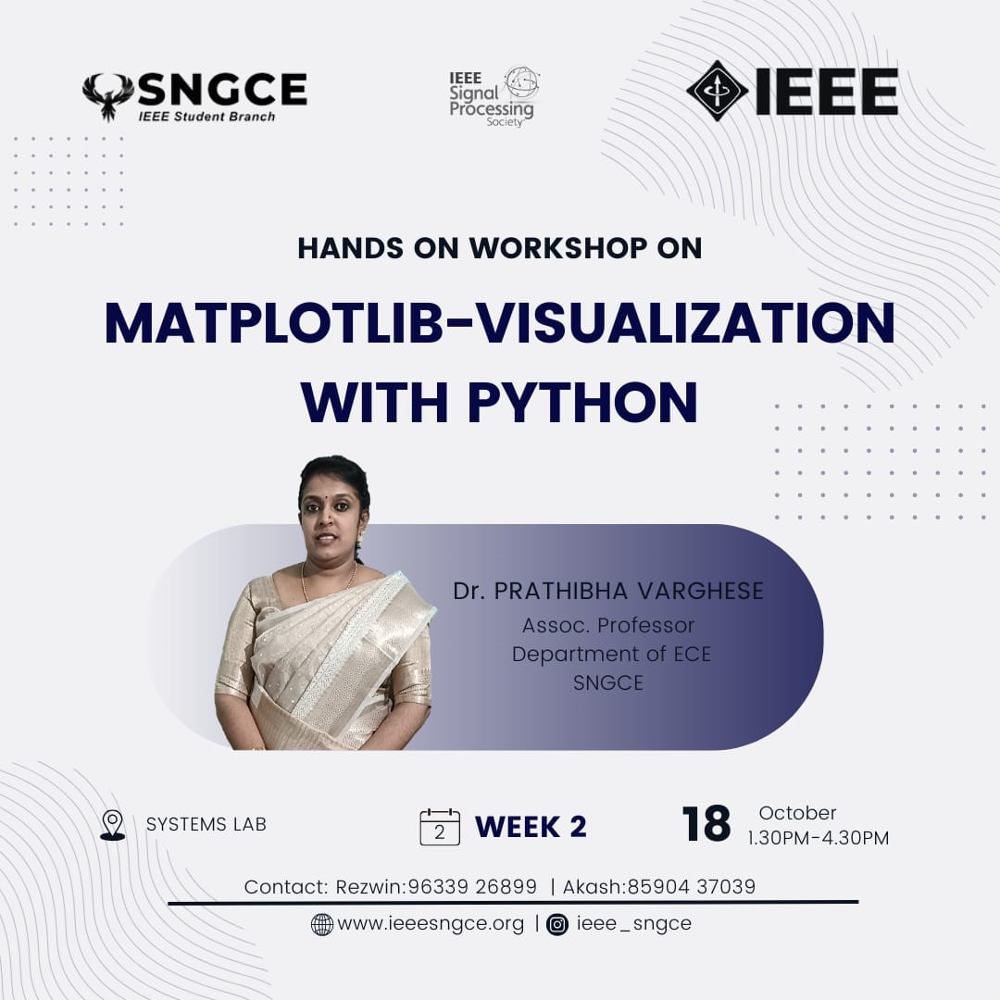 SNGCE
IEEE Student Branch
IEEE
Signal
Processing
Society
IEEE
HANDS ON WORKSHOP ON
MATPLOTLIB-VISUALIZATION
WITH PYTHON
Dr. PRATHIBHA VARGHESE
Assoc. Professor
Department of ECE
SNGCE
SYSTEMS LAB
2
WEEK 2
18
October
1.30PM-4.30PM
Contact: Rezwin:96339 26899 | Akash:85904 37039
www.ieeesngce.org | ieee_sngce